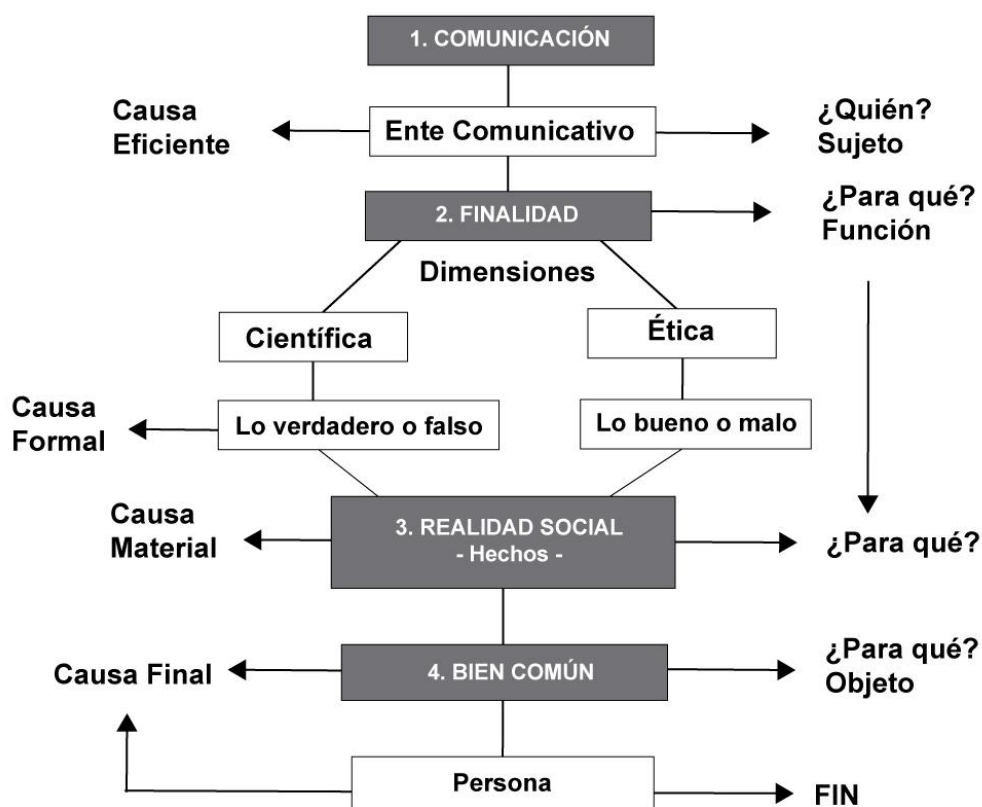 1. COMUNICACIÓN
Causa
Eficiente
Ente Comunicativo
¿Quién?
Sujeto
2. FINALIDAD
¿Para qué?
Función
Dimensiones
Científica
Ética
Causa
Formal
Lo verdadero o falso
Lo bueno o malo
Causa
Material
3. REALIDAD SOCIAL
- Hechos -
¿Para qué?
Causa Final
4. BIEN COMÚN
¿Para qué?
Objeto
Persona
FIN